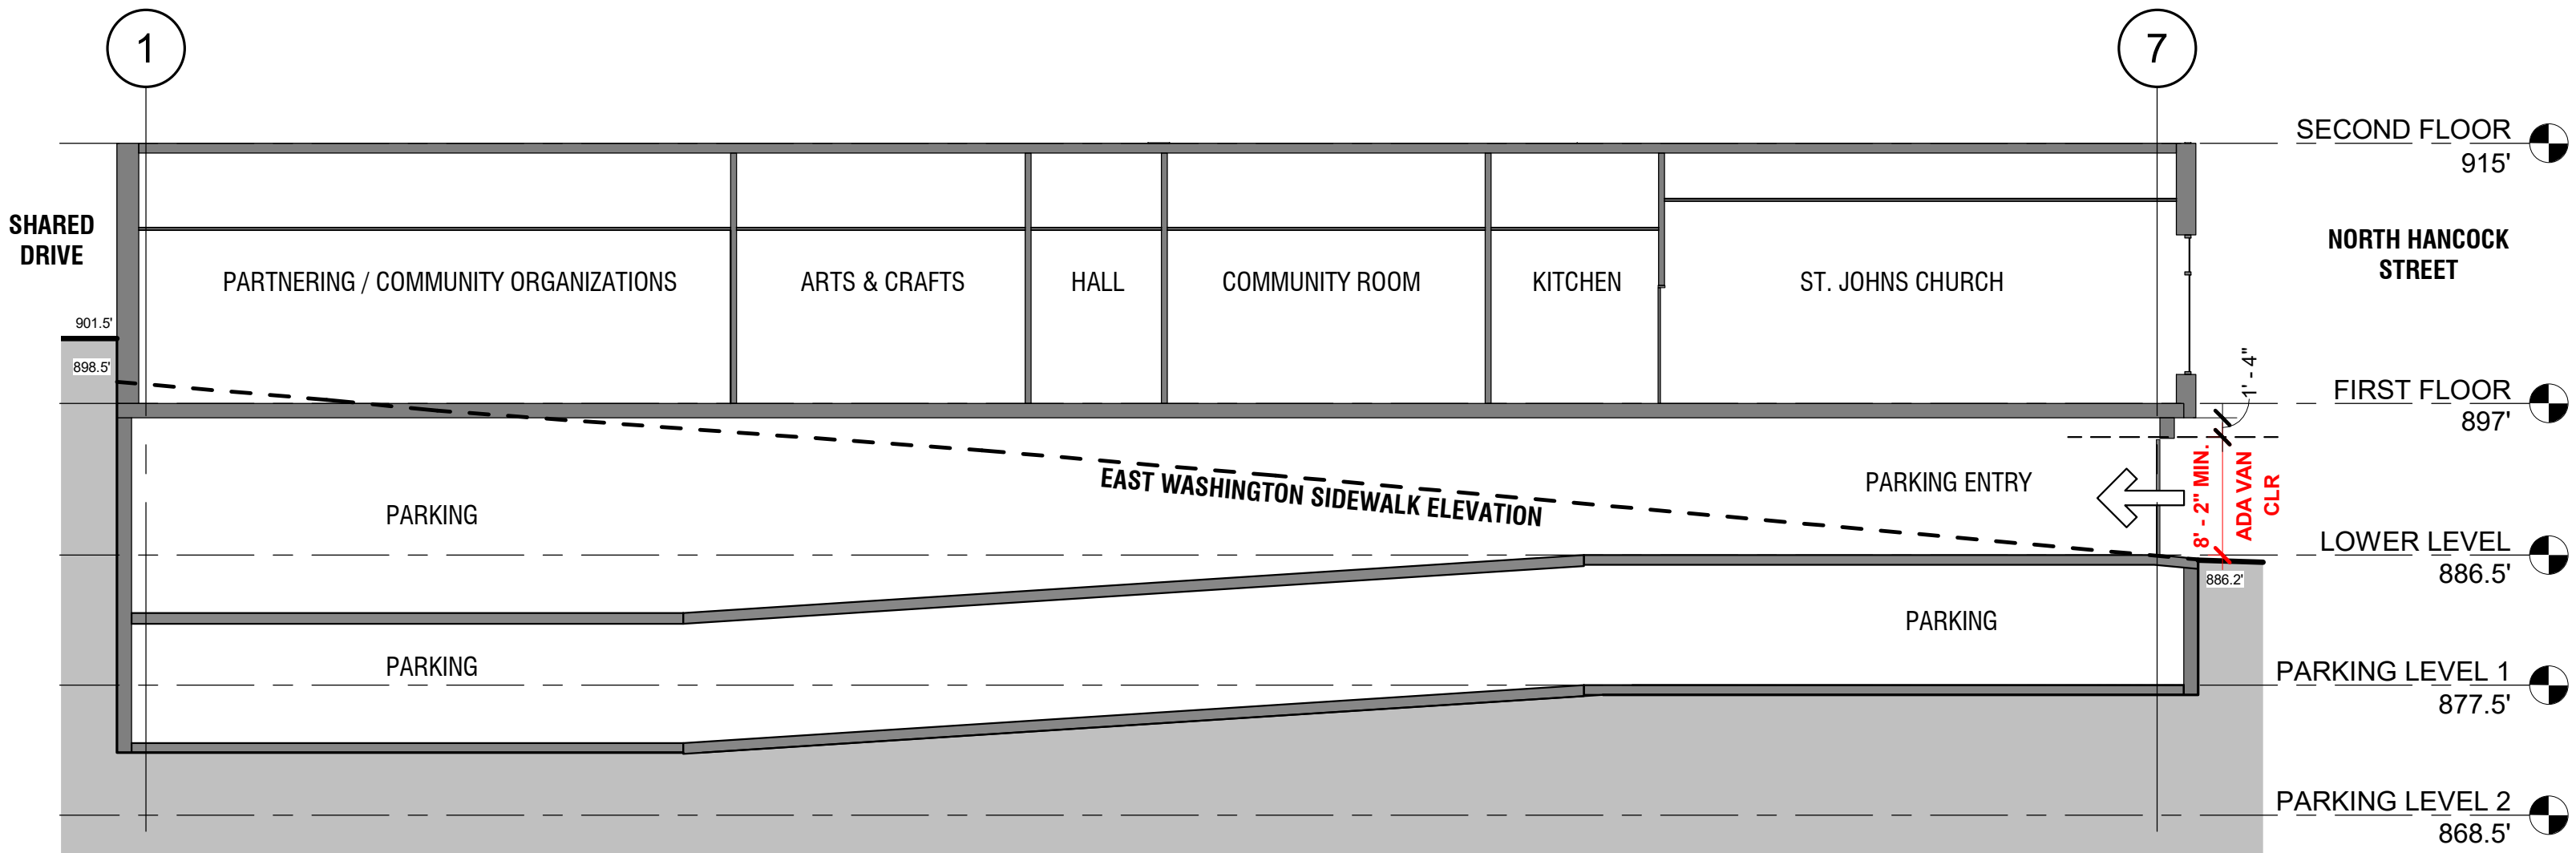 1
7
SECOND FLOOR
915'
SHARED
DRIVE
NORTH HANCOCK
STREET
PARTNERING / COMMUNITY ORGANIZATIONS
ARTS & CRAFTS
HALL
COMMUNITY ROOM
KITCHEN
ST. JOHNS CHURCH
901.5'
898.5'
1' - 4"
FIRST FLOOR
897'
EAST WASHINGTON SIDEWALK ELEVATION
PARKING ENTRY
8' - 2" MIN.
ADA VAN
CLR
PARKING
LOWER LEVEL
886.5'
886.2'
PARKING
PARKING
PARKING LEVEL 1
877.5'
PARKING LEVEL 2
868.5'